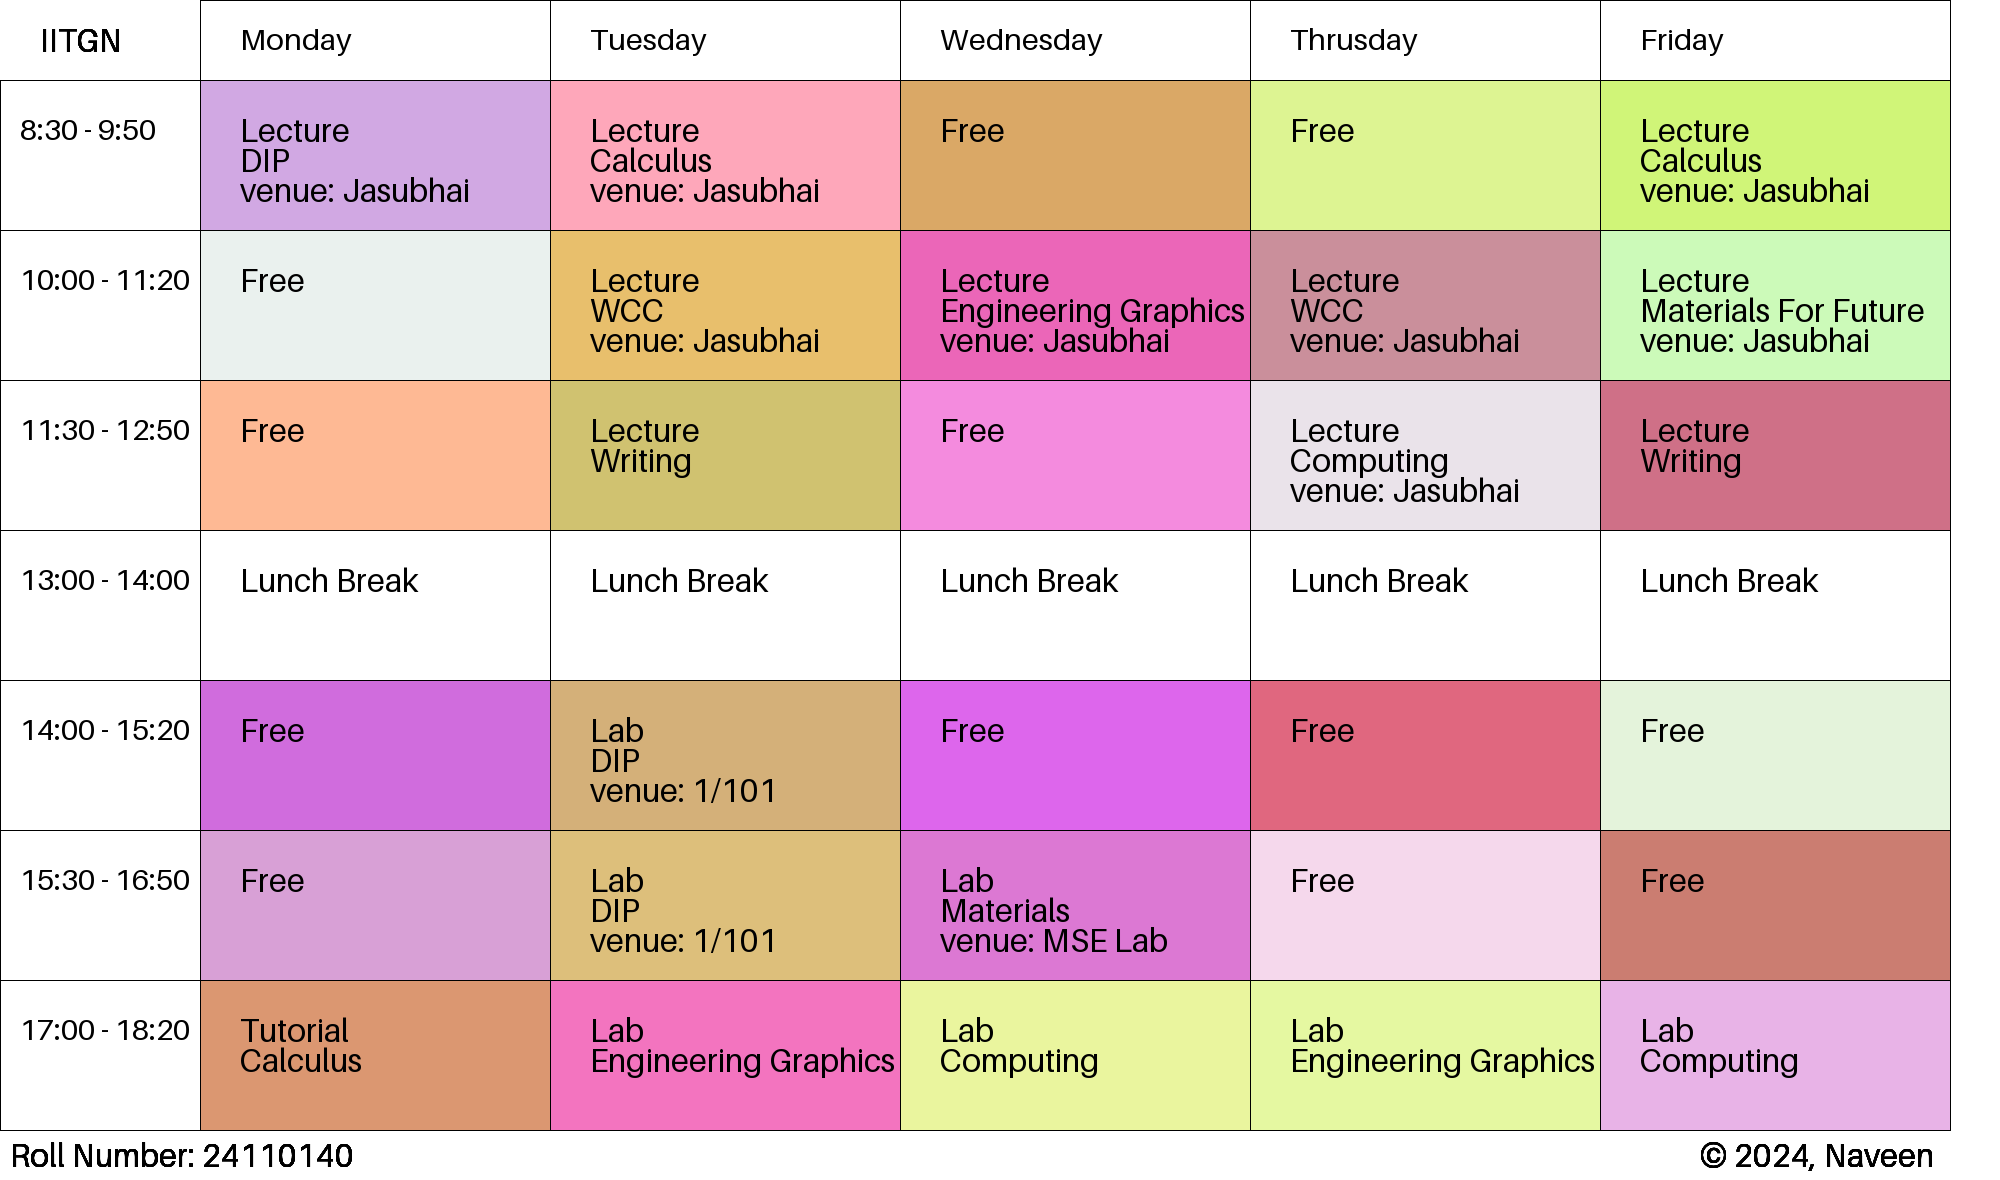 IITGN Monday Tuesday Wednesday Thrusday Friday
8:30 - 9:50
Lecture
DIP
venue: Jasubhai
Lecture
Calculus
venue: Jasubhai
Free
Free
Lecture
Calculus
venue: Jasubhai
10:00 - 11:20
Free
Lecture
WCC
venue: Jasubhai
Lecture
Engineering Graphics
venue: Jasubhai
Lecture
WCC
venue: Jasubhai
Lecture
Materials For Future
venue: Jasubhai
11:30 - 12:50
Free
Lecture
Writing
Free
Lecture
Computing
venue: Jasubhai
Lecture
Writing
13:00 - 14:00
Lunch Break
Lunch Break
Lunch Break
Lunch Break
Lunch Break
14:00 - 15:20
Free
Lab
DIP
venue: 1/101
Free
Free
Free
15:30 - 16:50
Free
Lab
DIP
venue: 1/101
Lab
Materials
venue: MSE Lab
Free
Free
17:00 - 18:20
Tutorial
Calculus
Lab
Engineering Graphics
Lab
Computing
Lab
Engineering Graphics
Lab
Computing
Roll Number: 24110140
© 2024, Naveen